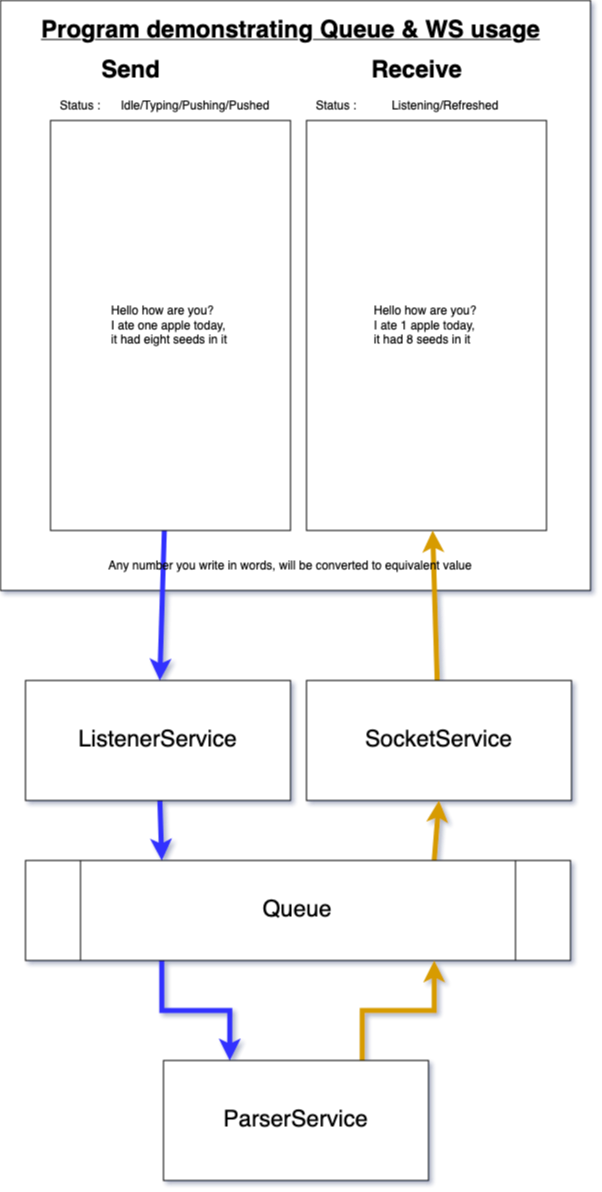 Program demonstrating Queue & WS usage
Send
Receive
Status : Idle/Typing/Pushing/Pushed
Status : Listening/Refreshed
Hello how are you?
I ate one apple today,
it had eight seeds in it
Hello how are you?
I ate 1 apple today,
it had 8 seeds in it
Any number you write in words, will be converted to equivalent value
ListenerService
SocketService
Queue
ParserService